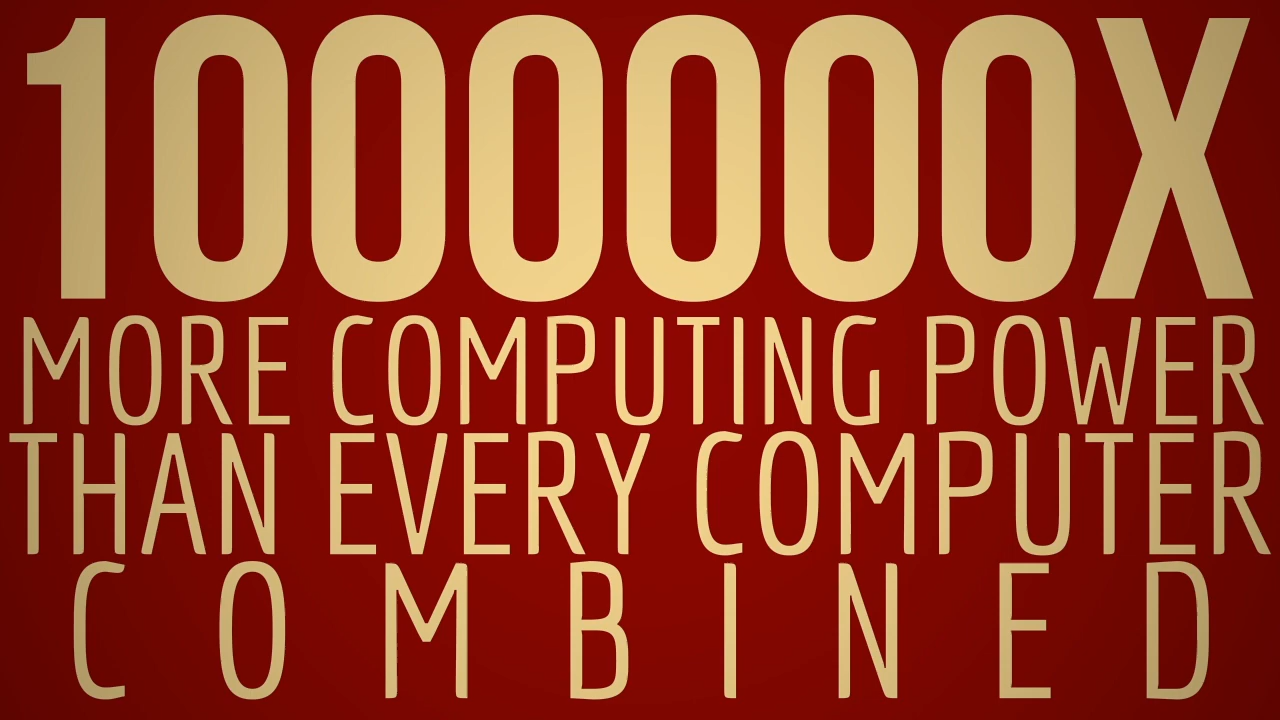 1000000X
MORE COMPUTING POWER
THAN EVERY COMPUTER
COMBINED